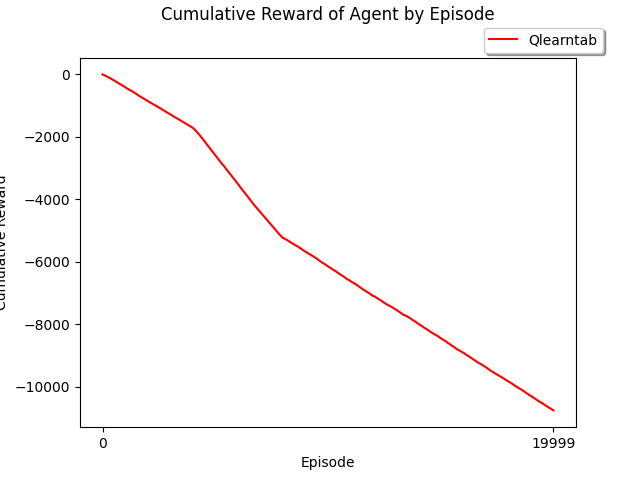 Cumulative Reward of Agent by Episode
Qlearntab
0
−2000
−4000
−6000
−8000
−10000
Cumulative Reward
0
19999
Episode